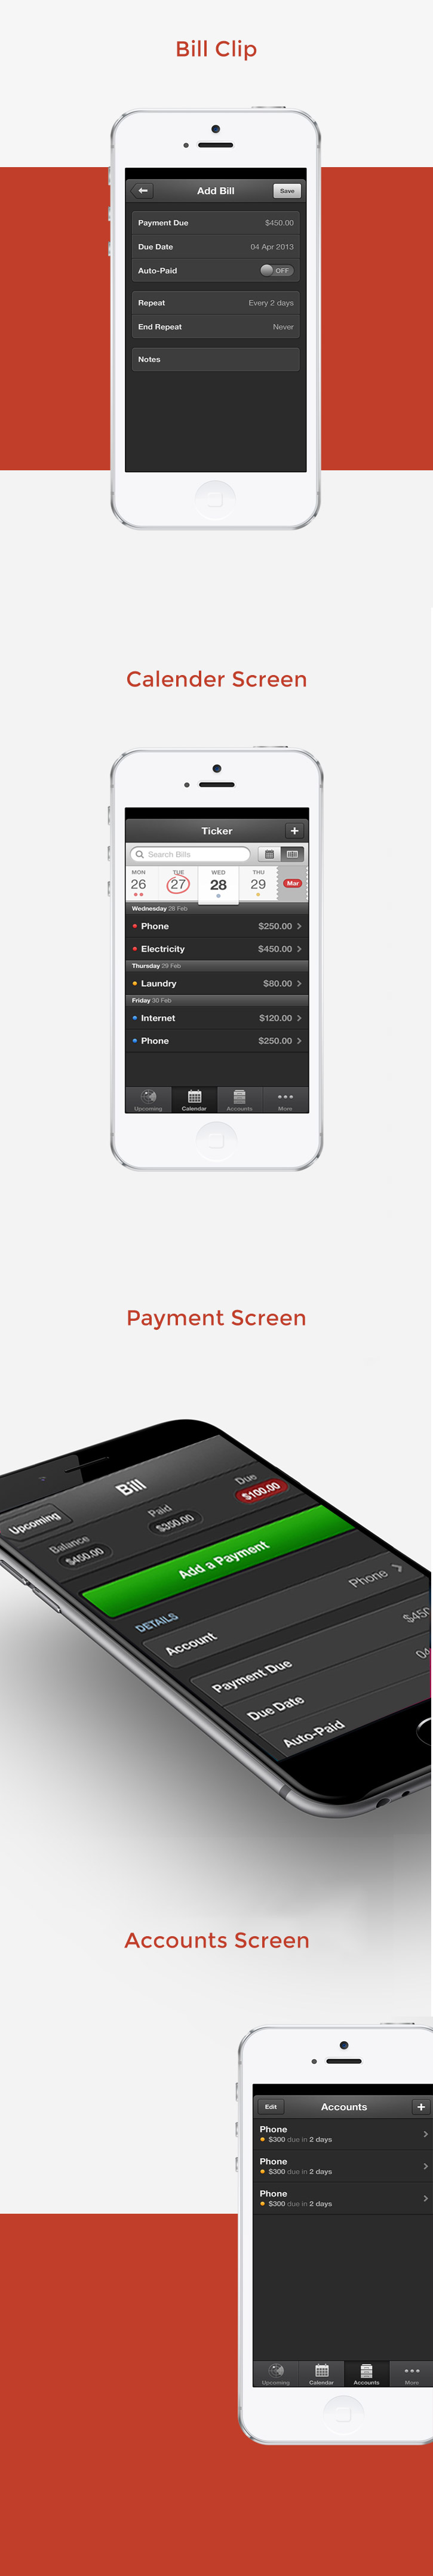 Bill Clip
Add Bill
Save
Payment Due $450.00
Due Date 04 Apr 2013
Auto-Paid OFF
Repeat Every 2 days
End Repeat Never
Notes
Calender Screen
Ticker +
Search Bills
MON TUE WED THU
26 27 28 29 Mar
Wednesday 28 Feb
Phone $250.00
Electricity $450.00
Thursday 29 Feb
Laundry $80.00
Friday 30 Feb
Internet $120.00
Phone $250.00
Upcoming Calendar Accounts More
Payment Screen
Upcoming Bill
Balance Paid Due
$450.00 $350.00 $100.00
Add a Payment
DETAILS
Account Phone
Payment Due $450
Due Date 04
Auto-Paid
Accounts Screen
Edit Accounts +
Phone
$300 due in 2 days
Phone
$300 due in 2 days
Phone
$300 due in 2 days
Upcoming Calendar Accounts More